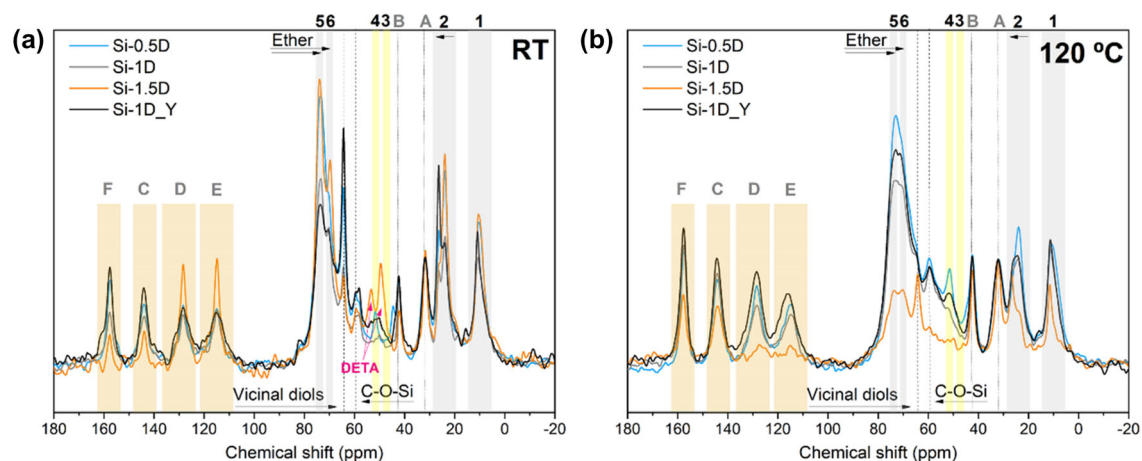 (a)
56 43 B A 2 1
Ether
RT
Si-0.5D
Si-1D
Si-1.5D
Si-1D_Y
F C D E
DETA
C-O-Si
Vicinal diols
180 160 140 120 100 80 60 40 20 0 -20
Chemical shift (ppm)
(b)
56 43 B A 2 1
Ether
120 ºC
Si-0.5D
Si-1D
Si-1.5D
Si-1D_Y
F C D E
C-O-Si
Vicinal diols
180 160 140 120 100 80 60 40 20 0 -20
Chemical shift (ppm)